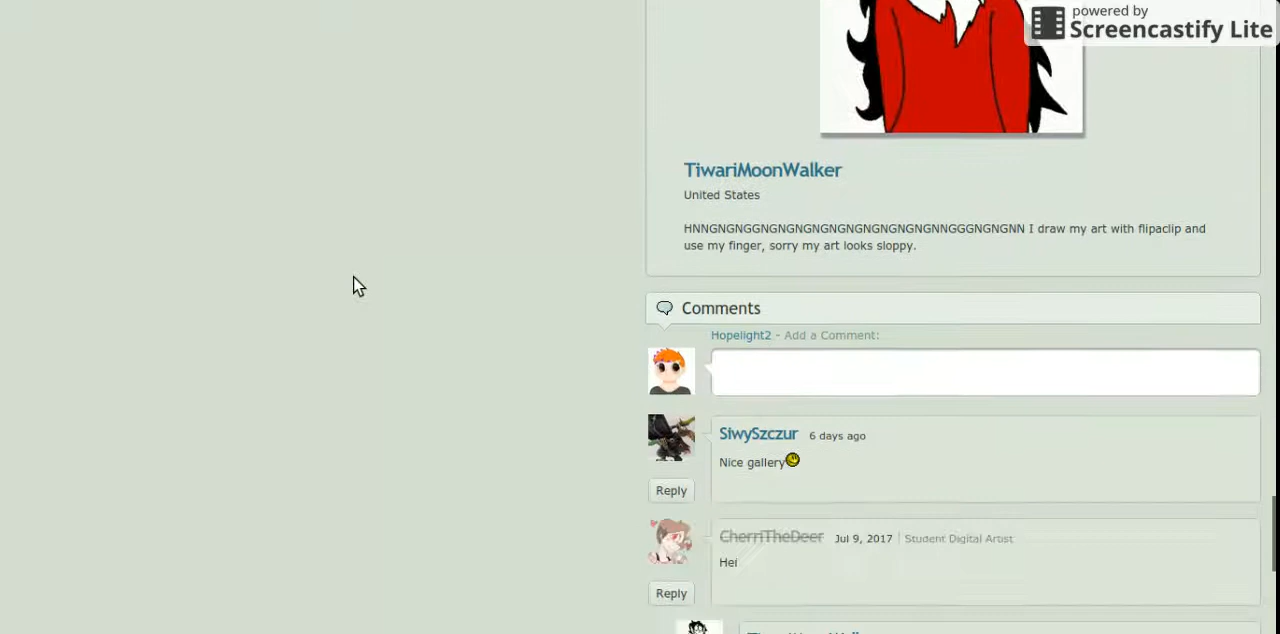 powered by
Screencastify Lite
TiwariMoonWalker
United States
HNNGNGNGGNGNGNGNGNGNGNGNGNGNGNNGGGNGNGNN I draw my art with flipaclip and
use my finger, sorry my art looks sloppy.
Comments
Hopelight2 - Add a Comment:
SiwySzczur 6 days ago
Nice gallery
Reply
CherriTheDeer Jul 9, 2017 | Student Digital Artist
Hei
Reply